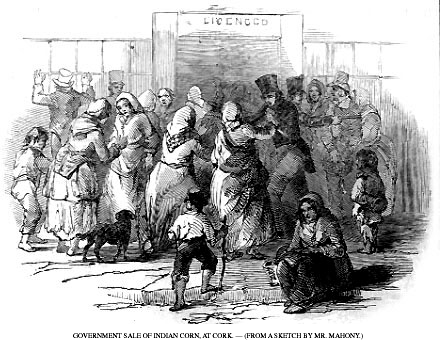 GOVERNMENT SALE OF INDIAN CORN, AT CORK. — (FROM A SKETCH BY MR. MAHONY.)